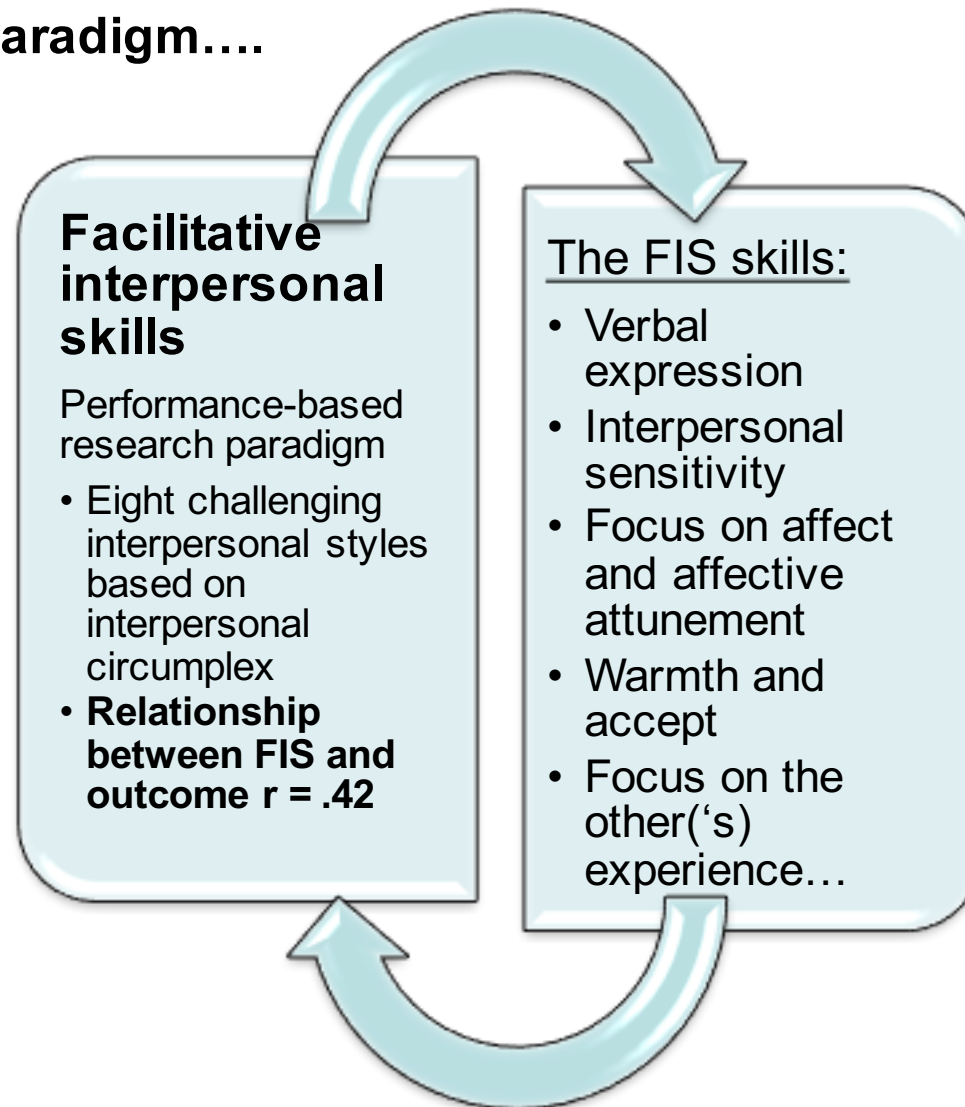 aradigm….
Facilitative
interpersonal
skills
Performance-based
research paradigm
• Eight challenging
interpersonal styles
based on
interpersonal
circumplex
• Relationship
between FIS and
outcome r = .42
The FIS skills:
• Verbal
expression
• Interpersonal
sensitivity
• Focus on affect
and affective
attunement
• Warmth and
accept
• Focus on the
other(‘s)
experience…